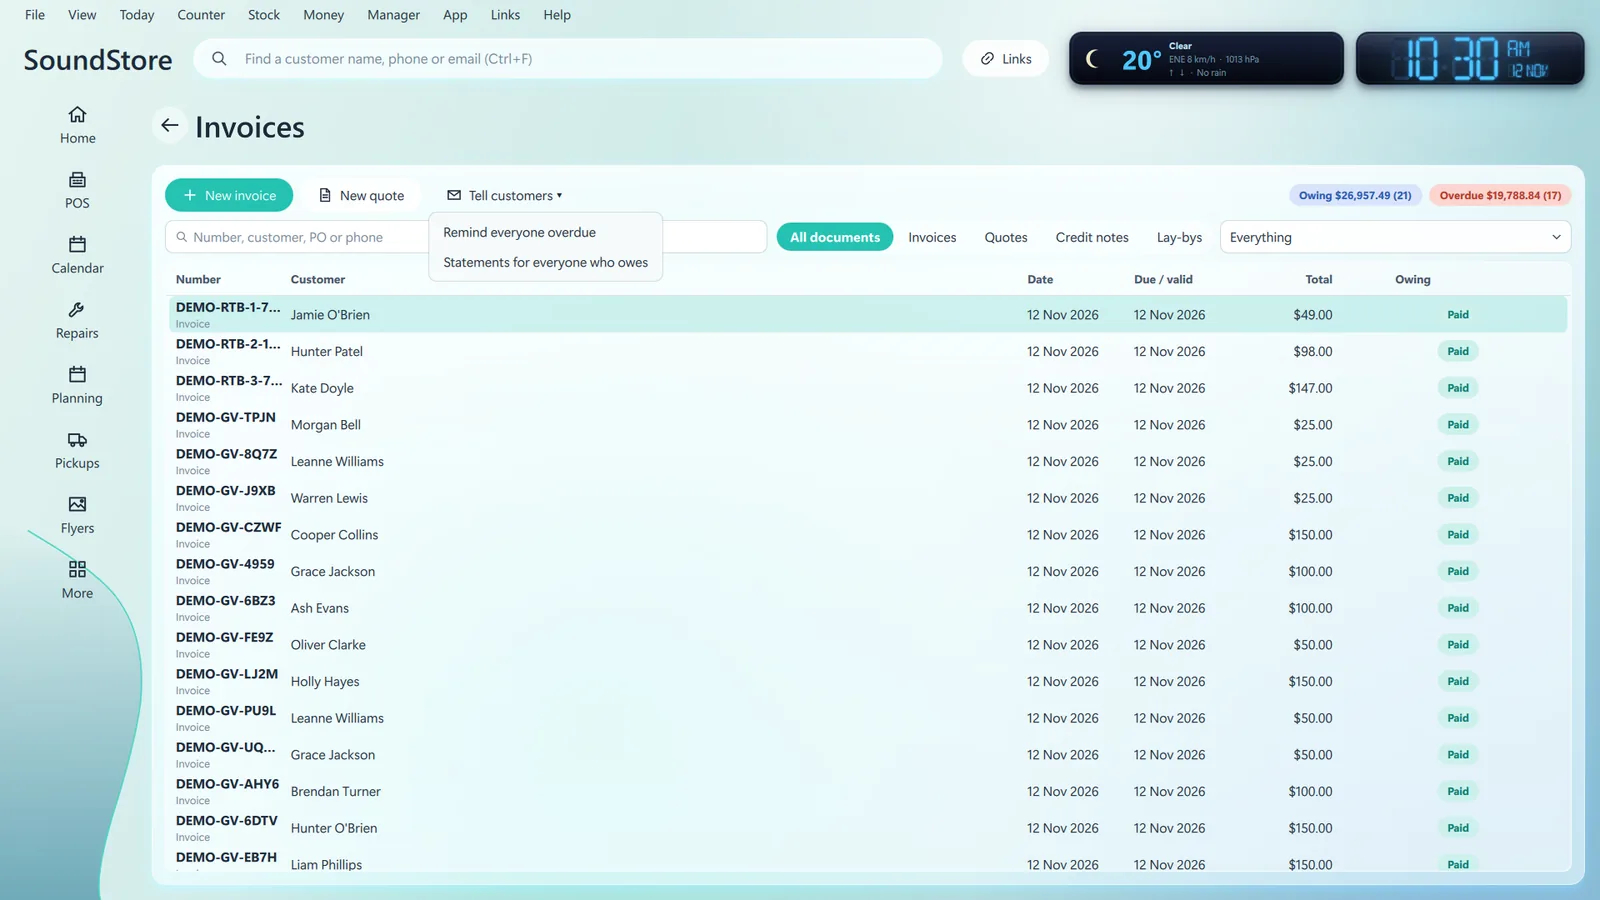 File View Today Counter Stock Money Manager App Links Help
SoundStore
Find a customer name, phone or email (Ctrl+F)
Links
20°
Clear
ENE 8 km/h · 1013 hPa
↑ ↓ · No rain
10:30 AM
12 NOV
Home
POS
Calendar
Repairs
Planning
Pickups
Flyers
More
← Invoices
+ New invoice
New quote
Tell customers ▾
Owing $26,957.49 (21)
Overdue $19,788.84 (17)
Remind everyone overdue
Statements for everyone who owes
Number, customer, PO or phone
All documents Invoices Quotes Credit notes Lay-bys
Everything
Number Customer Date Due / valid Total Owing
DEMO-RTB-1-7... Jamie O'Brien 12 Nov 2026 12 Nov 2026 $49.00 Paid
Invoice
DEMO-RTB-2-1... Hunter Patel 12 Nov 2026 12 Nov 2026 $98.00 Paid
Invoice
DEMO-RTB-3-7... Kate Doyle 12 Nov 2026 12 Nov 2026 $147.00 Paid
Invoice
DEMO-GV-TPJN Morgan Bell 12 Nov 2026 12 Nov 2026 $25.00 Paid
Invoice
DEMO-GV-8Q7Z Leanne Williams 12 Nov 2026 12 Nov 2026 $25.00 Paid
Invoice
DEMO-GV-J9XB Warren Lewis 12 Nov 2026 12 Nov 2026 $25.00 Paid
Invoice
DEMO-GV-CZWF Cooper Collins 12 Nov 2026 12 Nov 2026 $150.00 Paid
Invoice
DEMO-GV-4959 Grace Jackson 12 Nov 2026 12 Nov 2026 $100.00 Paid
Invoice
DEMO-GV-6BZ3 Ash Evans 12 Nov 2026 12 Nov 2026 $100.00 Paid
Invoice
DEMO-GV-FE9Z Oliver Clarke 12 Nov 2026 12 Nov 2026 $50.00 Paid
Invoice
DEMO-GV-LJ2M Holly Hayes 12 Nov 2026 12 Nov 2026 $150.00 Paid
Invoice
DEMO-GV-PU9L Leanne Williams 12 Nov 2026 12 Nov 2026 $50.00 Paid
Invoice
DEMO-GV-UQ... Grace Jackson 12 Nov 2026 12 Nov 2026 $50.00 Paid
Invoice
DEMO-GV-AHY6 Brendan Turner 12 Nov 2026 12 Nov 2026 $100.00 Paid
Invoice
DEMO-GV-6DTV Hunter O'Brien 12 Nov 2026 12 Nov 2026 $150.00 Paid
Invoice
DEMO-GV-EB7H Liam Phillips 12 Nov 2026 12 Nov 2026 $150.00 Paid